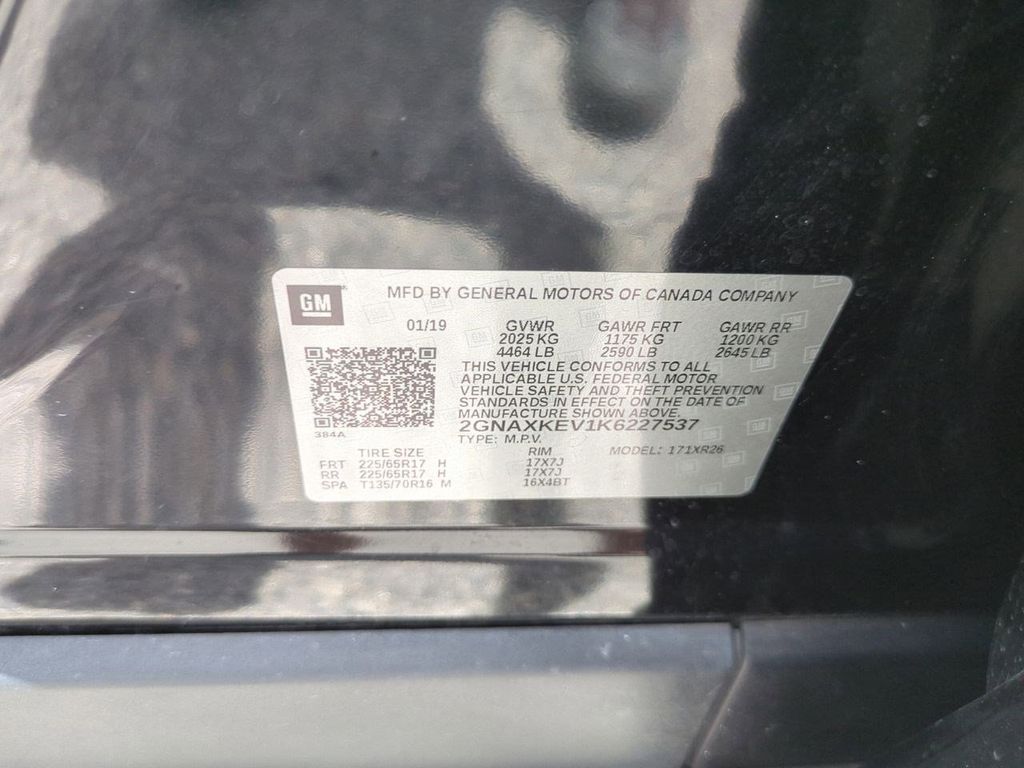 GM
MFD BY GENERAL MOTORS OF CANADA COMPANY
01/19 GVWR GAWR FRT GAWR RR
2025 KG 1175 KG 1200 KG
4464 LB 2590 LB 2645 LB
THIS VEHICLE CONFORMS TO ALL
APPLICABLE U.S. FEDERAL MOTOR
VEHICLE SAFETY AND THEFT PREVENTION
STANDARDS IN EFFECT ON THE DATE OF
MANUFACTURE SHOWN ABOVE.
2GNAXKEV1K6227537
384A
TYPE: M.P.V.
TIRE SIZE RIM MODEL: 171XR26
FRT 225/65R17 H 17X7J
RR 225/65R17 H 17X7J
SPA T135/70R16 M 16X4BT